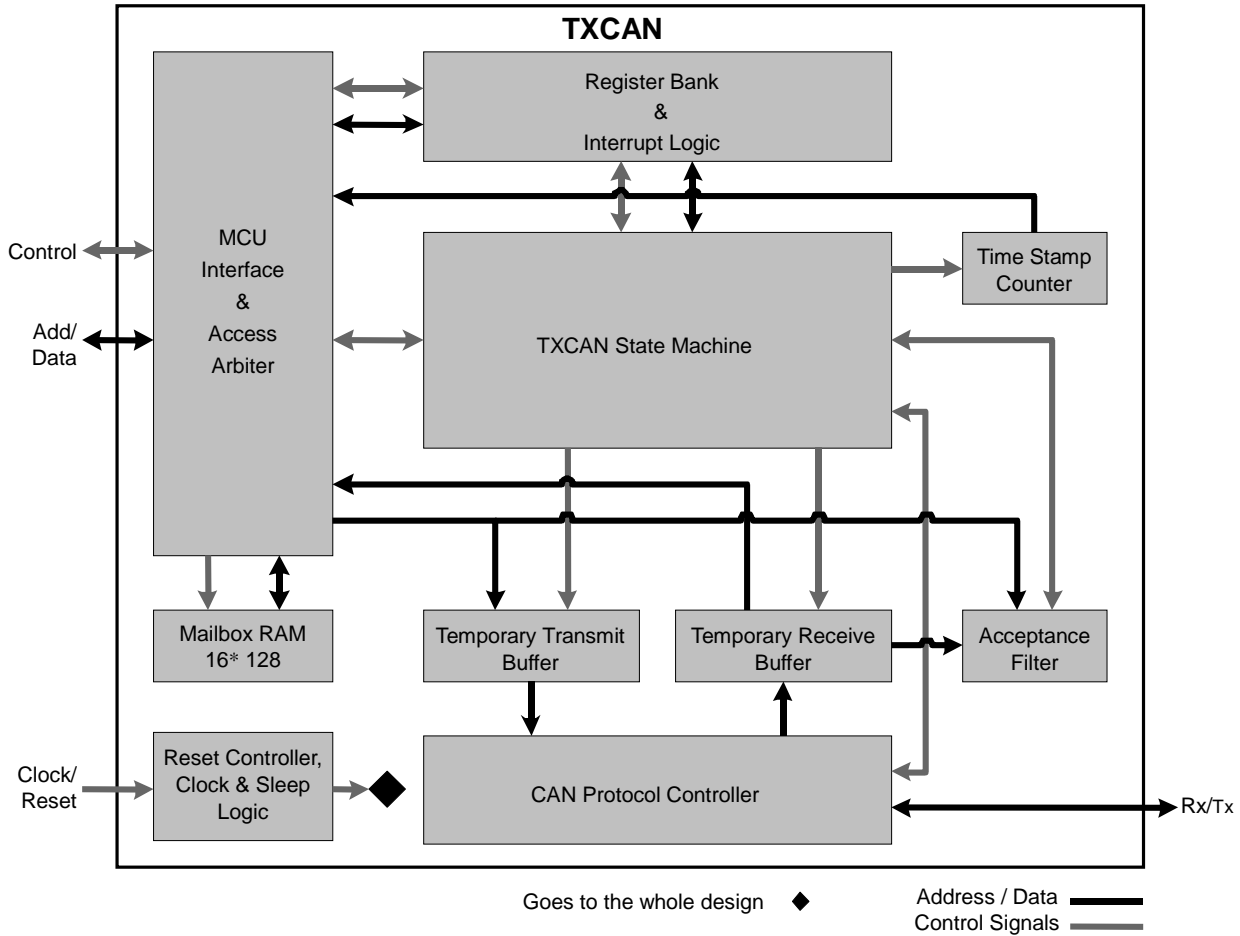 TXCAN
Register Bank
&
Interrupt Logic
MCU
Interface
&
Access
Arbiter
Control
Add/
Data
Time Stamp
Counter
TXCAN State Machine
Mailbox RAM
16* 128
Temporary Transmit
Buffer
Temporary Receive
Buffer
Acceptance
Filter
Clock/
Reset
Reset Controller,
Clock & Sleep
Logic
CAN Protocol Controller
Rx/Tx
Goes to the whole design
Address / Data
Control Signals